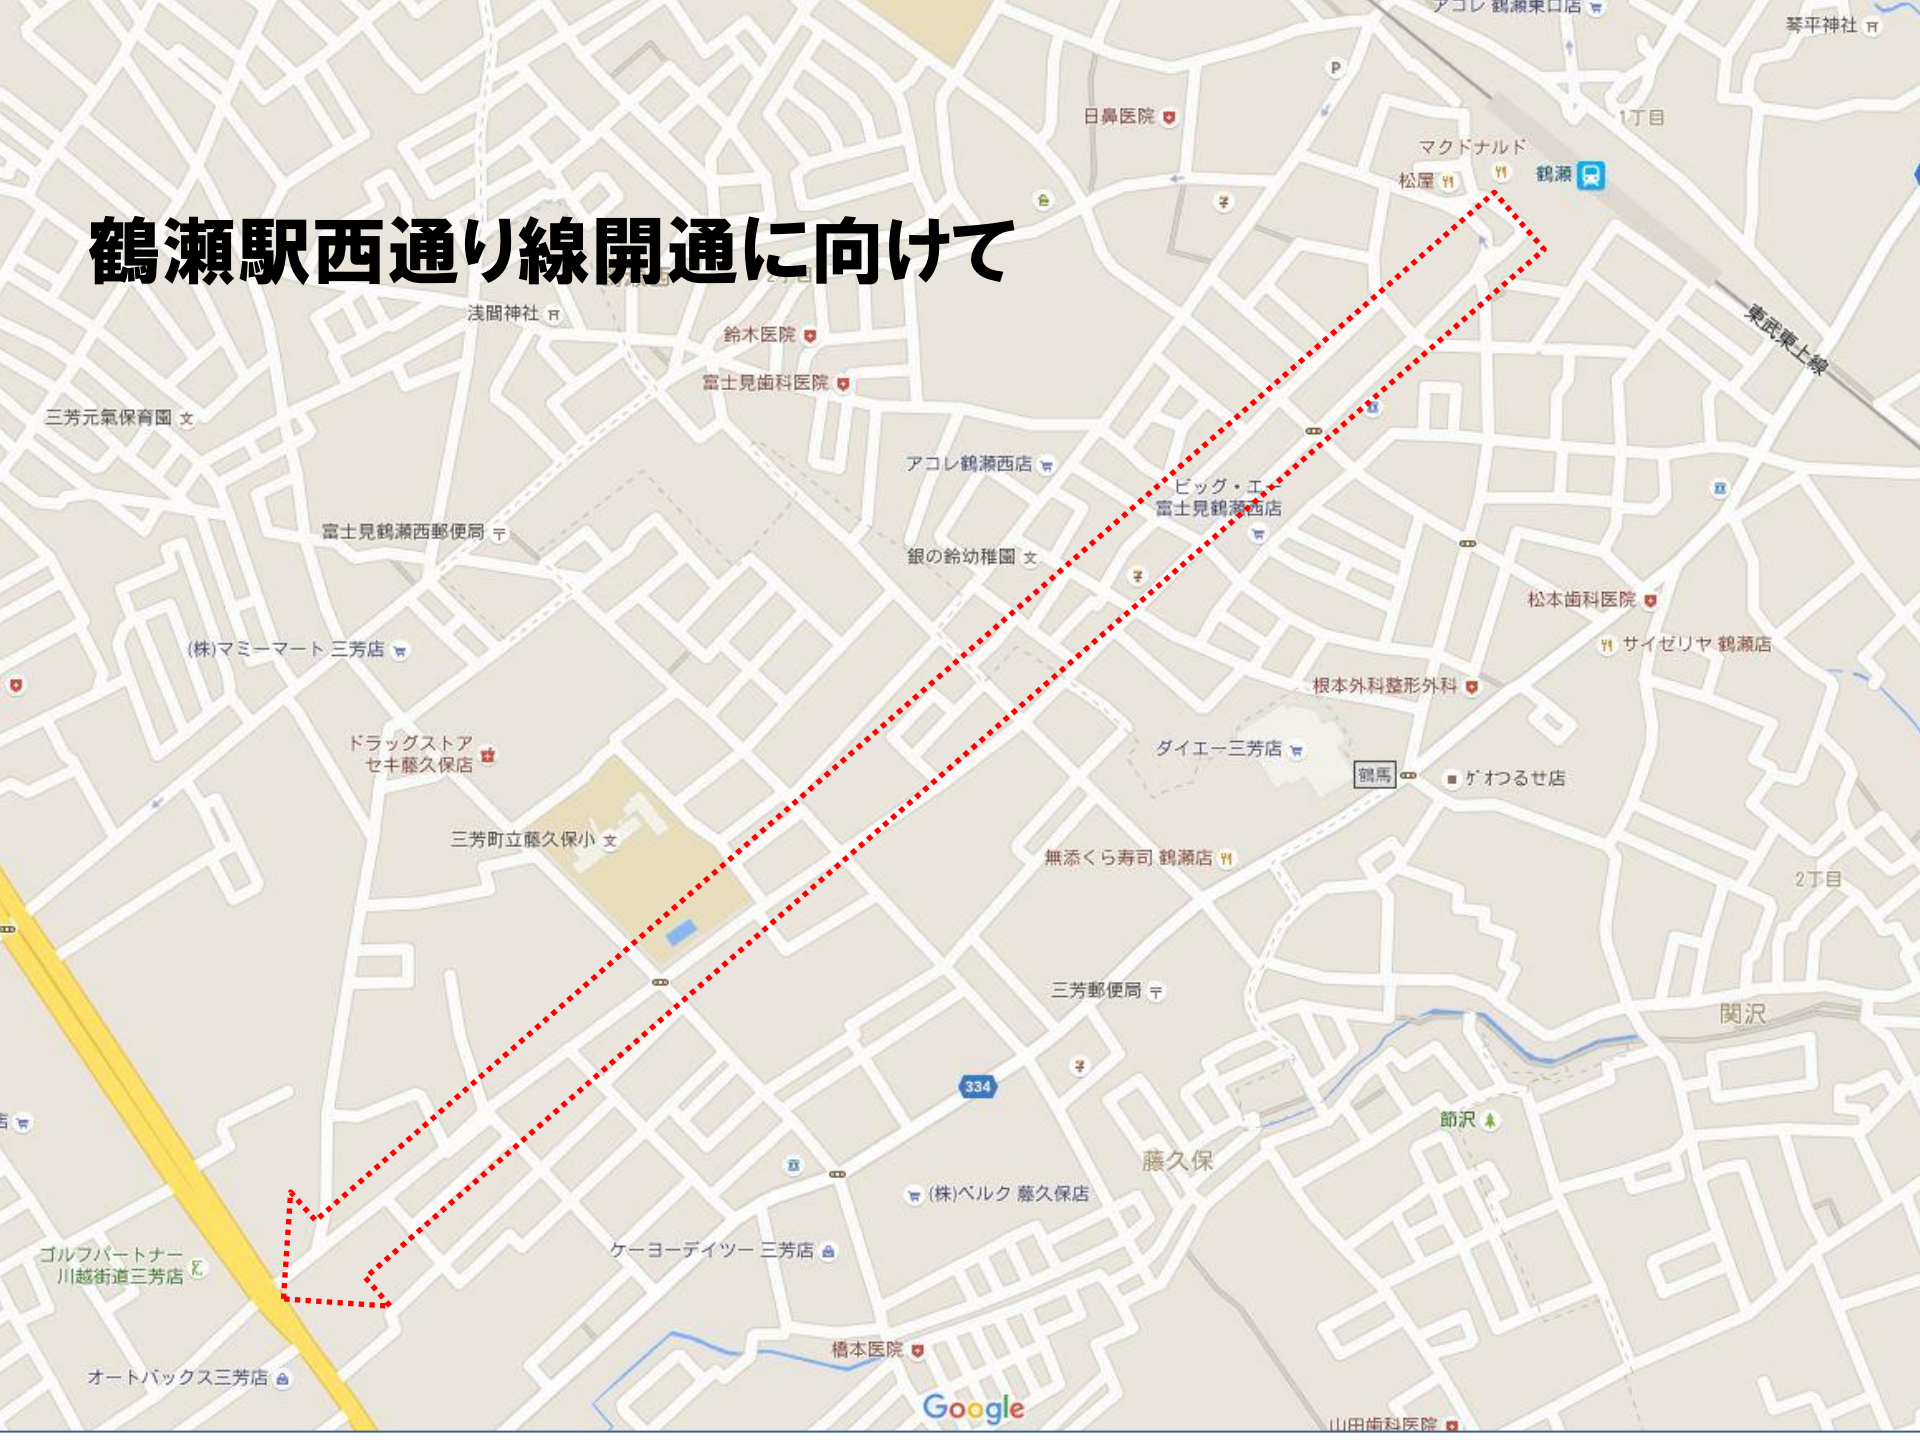 アコレ 鶴瀬東口店
琴平神社
P
日鼻医院
1丁目
マクドナルド
松屋
鶴瀬
鶴瀬駅西通り線開通に向けて
2丁目
浅間神社
鈴木医院
東武東上線
富士見歯科医院
三芳元氣保育園
アコレ鶴瀬西店
ビッグ・エー
富士見鶴瀬西店
富士見鶴瀬西郵便局
銀の鈴幼稚園
松本歯科医院
(株)マミーマート 三芳店
サイゼリヤ 鶴瀬店
根本外科整形外科
ドラッグストア
セキ藤久保店
ダイエー三芳店
鶴馬
ゲオつるせ店
三芳町立藤久保小
無添くら寿司 鶴瀬店
2丁目
三芳郵便局
関沢
334
店
節沢
藤久保
(株)ベルク 藤久保店
ケーヨーデイツー 三芳店
ゴルフパートナー
川越街道三芳店
橋本医院
オートバックス三芳店
Google
山田歯科医院